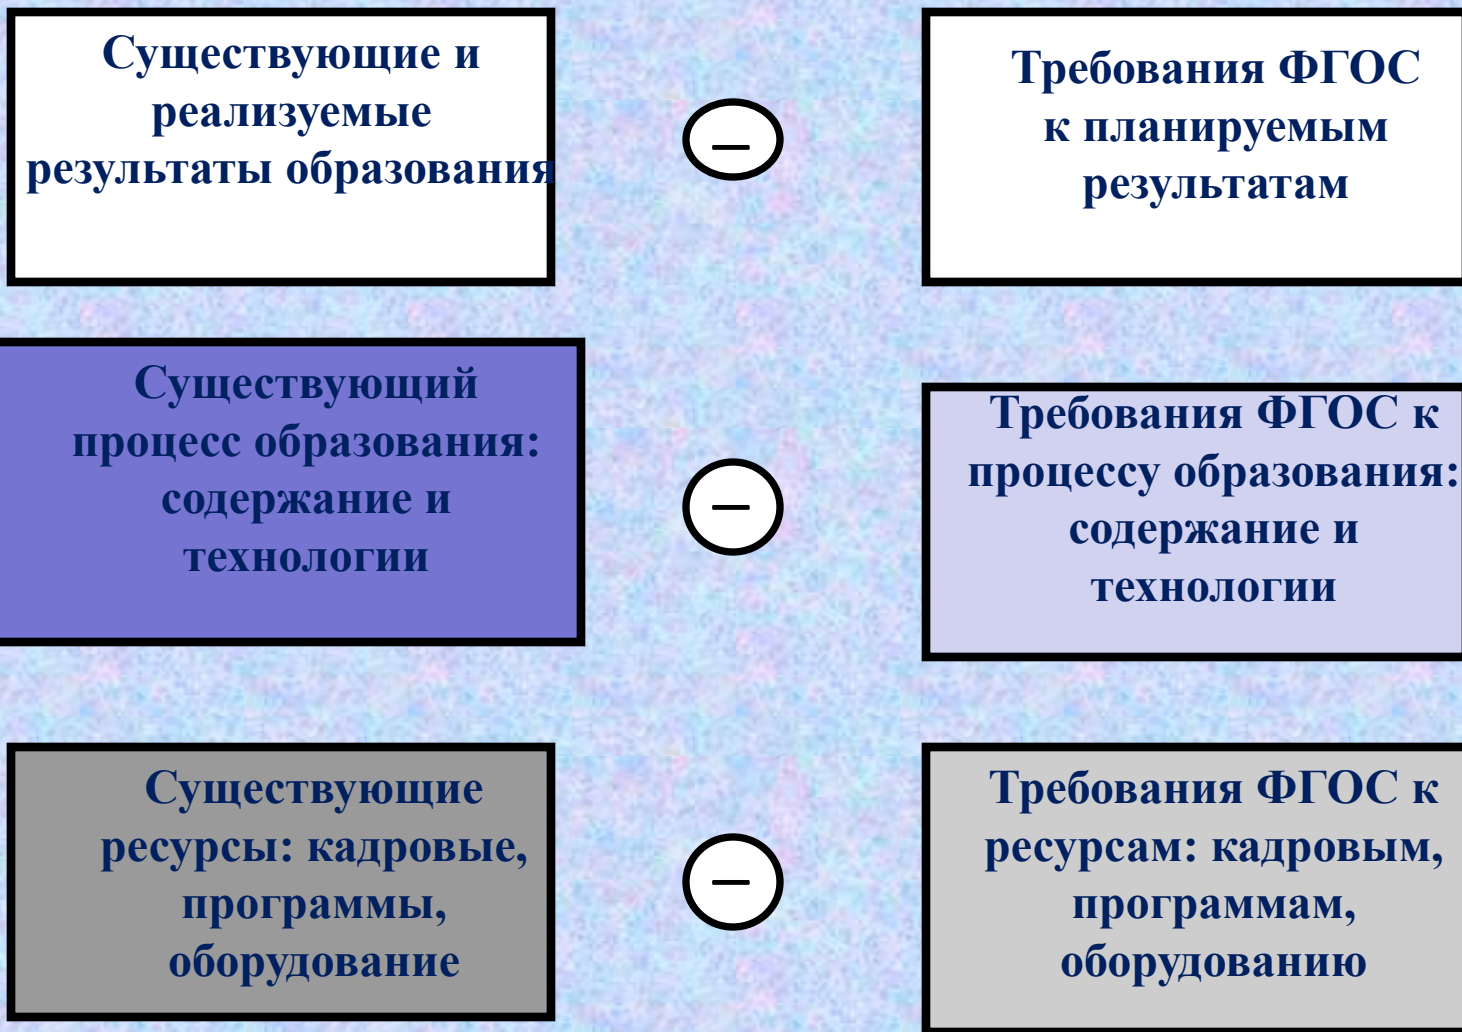 Существующие и
реализуемые
результаты образования
–
Требования ФГОС
к планируемым
результатам
Существующий
процесс образования:
содержание и
технологии
–
Требования ФГОС к
процессу образования:
содержание и
технологии
Существующие
ресурсы: кадровые,
программы,
оборудование
–
Требования ФГОС к
ресурсам: кадровым,
программам,
оборудованию